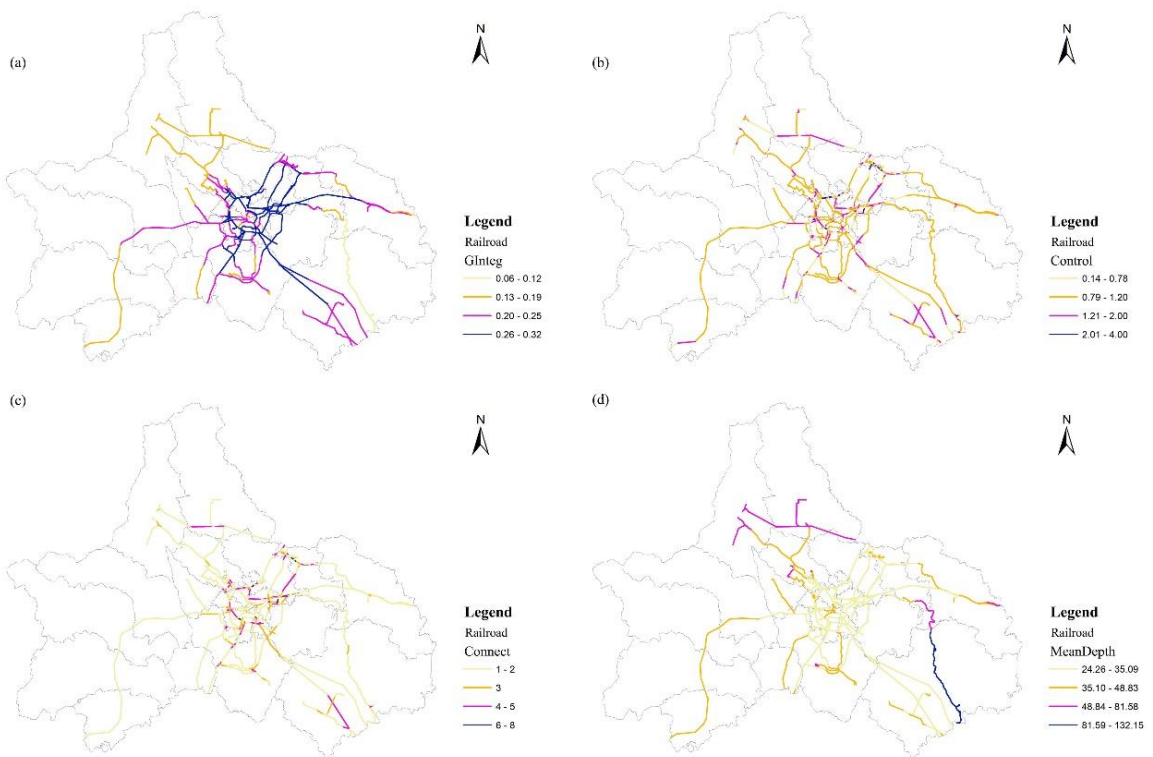 (a)
N
Legend
Railroad
GInteg
0.06 - 0.12
0.13 - 0.19
0.20 - 0.25
0.26 - 0.32
(b)
N
Legend
Railroad
Control
0.14 - 0.78
0.79 - 1.20
1.21 - 2.00
2.01 - 4.00
(c)
N
Legend
Railroad
Connect
1 - 2
3
4 - 5
6 - 8
(d)
N
Legend
Railroad
MeanDepth
24.26 - 35.09
35.10 - 48.83
48.84 - 81.58
81.59 - 132.15